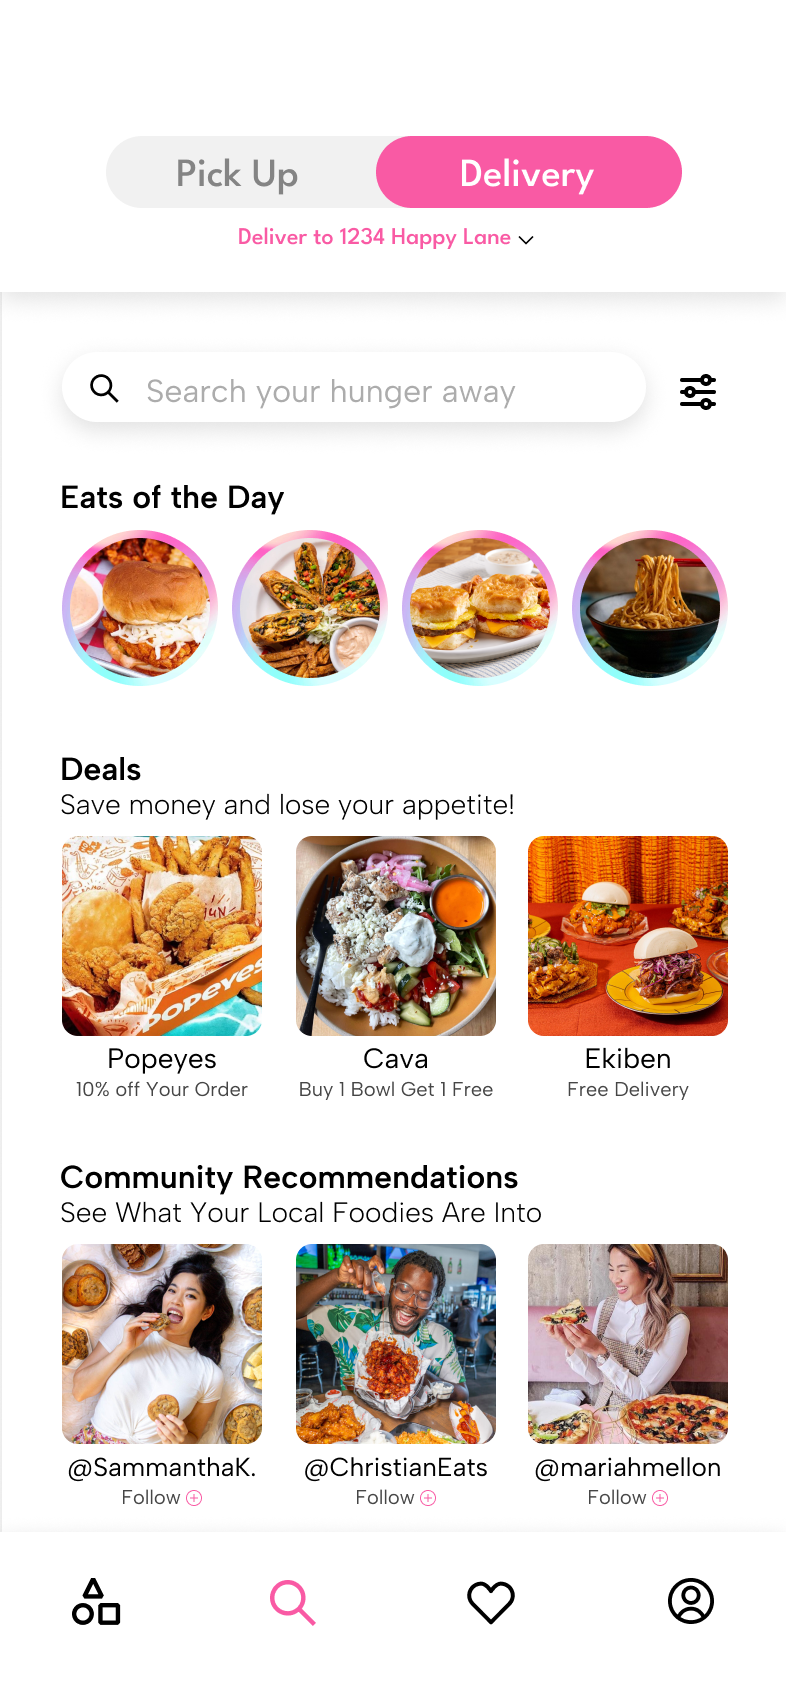 Pick Up Delivery
Deliver to 1234 Happy Lane
Search your hunger away
Eats of the Day
Deals
Save money and lose your appetite!
POPEYES
Popeyes Cava Ekiben
10% off Your Order Buy 1 Bowl Get 1 Free Free Delivery
Community Recommendations
See What Your Local Foodies Are Into
@SammanthaK. @ChristianEats @mariahmellon
Follow Follow Follow